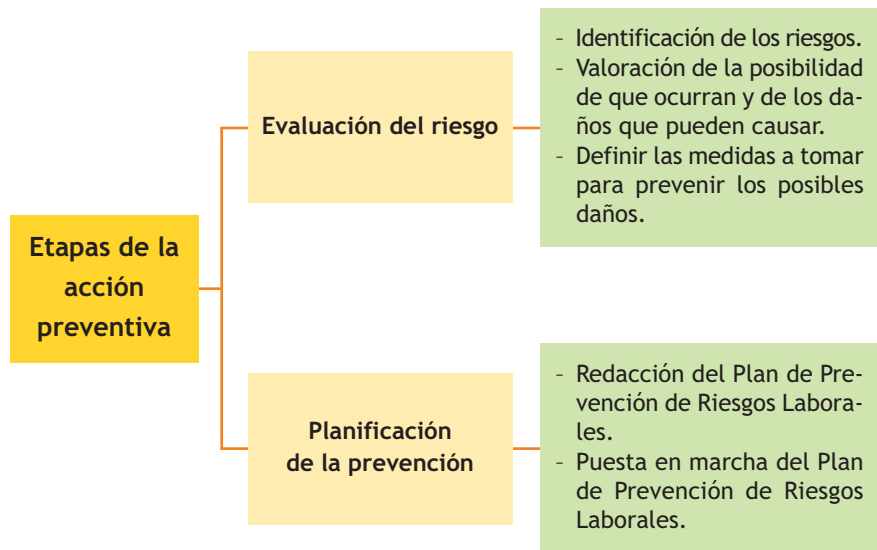 Etapas de la
acción
preventiva
Evaluación del riesgo
– Identificación de los riesgos.
– Valoración de la posibilidad
de que ocurran y de los da-
ños que pueden causar.
– Definir las medidas a tomar
para prevenir los posibles
daños.
Planificación
de la prevención
– Redacción del Plan de Pre-
vención de Riesgos Labora-
les.
– Puesta en marcha del Plan
de Prevención de Riesgos
Laborales.